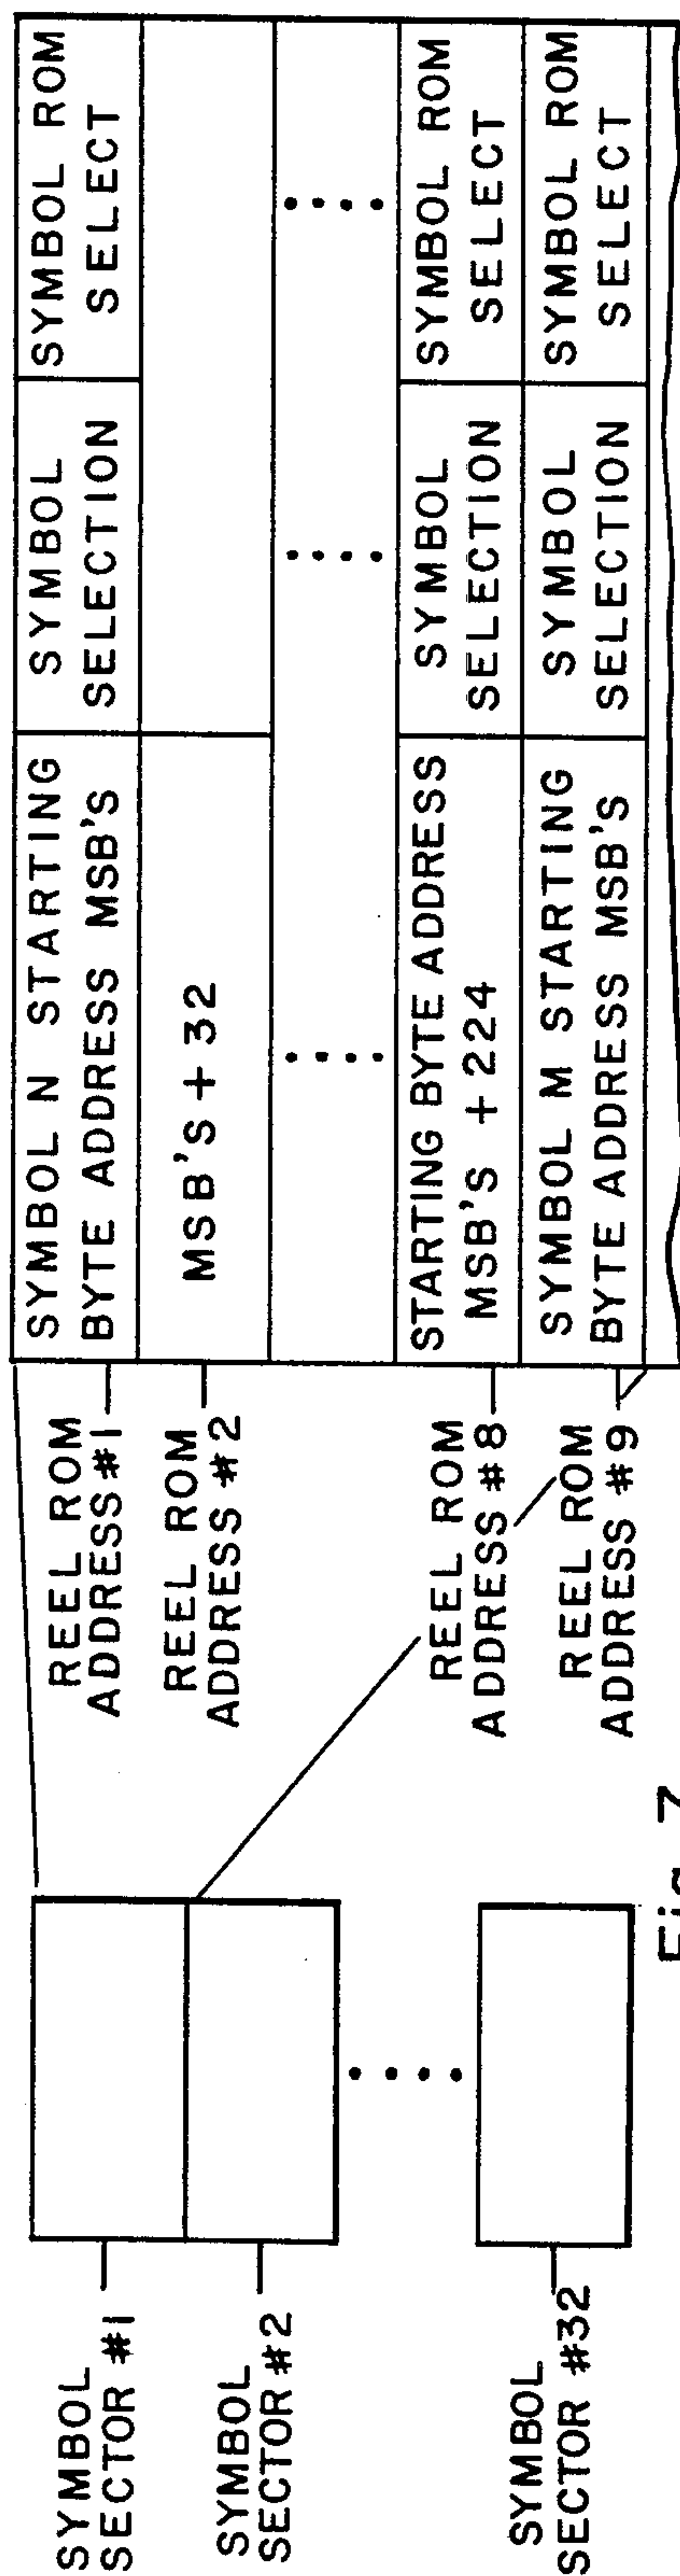 SYMBOL
SECTOR #1
SYMBOL
SECTOR #2
SYMBOL
SECTOR #32
REEL ROM
ADDRESS #1
REEL ROM
ADDRESS #2
REEL ROM
ADDRESS #8
REEL ROM
ADDRESS #9
SYMBOL N STARTING
BYTE ADDRESS MSB'S
SYMBOL
SELECTION
SYMBOL ROM
SELECT
MSB'S + 32
STARTING BYTE ADDRESS
MSB'S + 224
SYMBOL
SELECTION
SYMBOL ROM
SELECT
SYMBOL M STARTING
BYTE ADDRESS MSB'S
SYMBOL
SELECTION
SYMBOL ROM
SELECT
Fig. 7